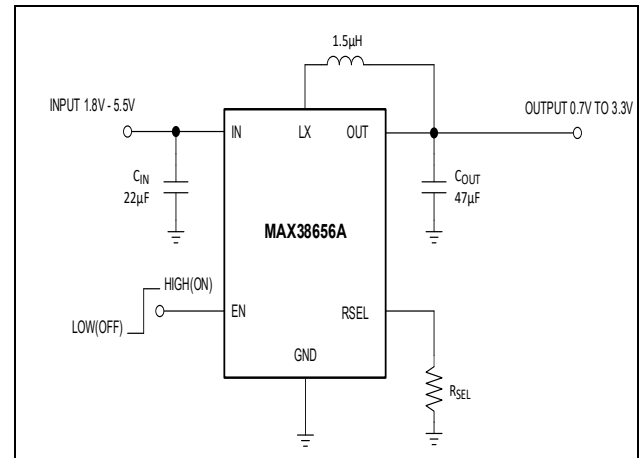 1.5µH
INPUT 1.8V - 5.5V
OUTPUT 0.7V TO 3.3V
IN
LX
OUT
CIN
22µF
COUT
47µF
MAX38656A
HIGH(ON)
LOW(OFF)
EN
RSEL
GND
RSEL